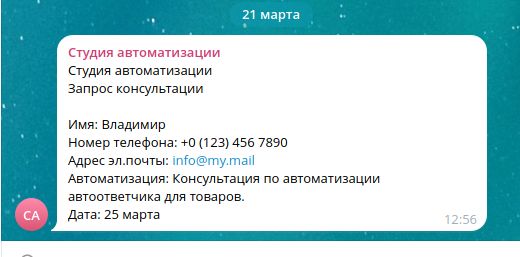 21 марта
Студия автоматизации
Студия автоматизации
Запрос консультации
Имя: Владимир
Номер телефона: +0 (123) 456 7890
Адрес эл.почты: info@my.mail
Автоматизация: Консультация по автоматизации
автоответчика для товаров.
Дата: 25 марта
СА
12:56